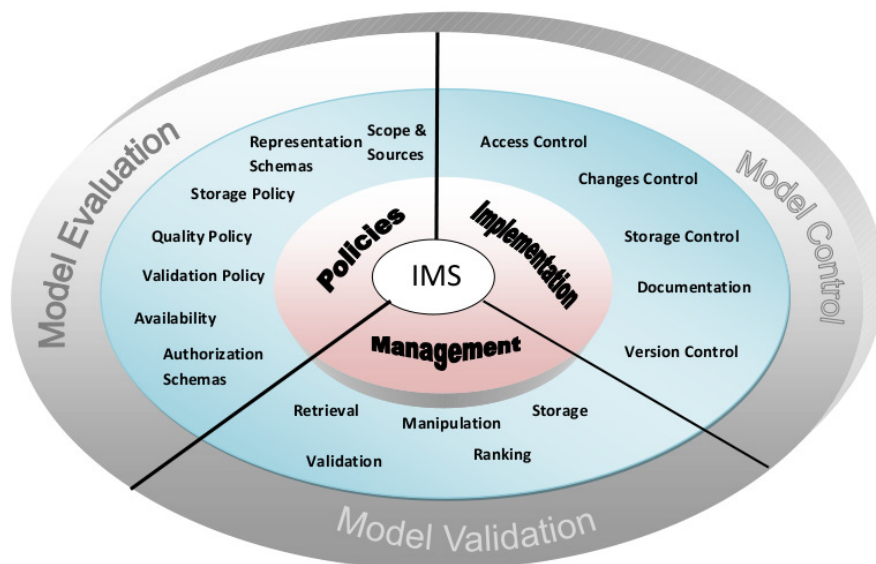 Model Evaluation
Model Control
Model Validation
Scope &
Sources
Representation
Schemas
Storage Policy
Quality Policy
Validation Policy
Availability
Authorization
Schemas
Access Control
Changes Control
Storage Control
Documentation
Version Control
Retrieval
Manipulation
Storage
Validation
Ranking
Policies
Implementation
Management
IMS